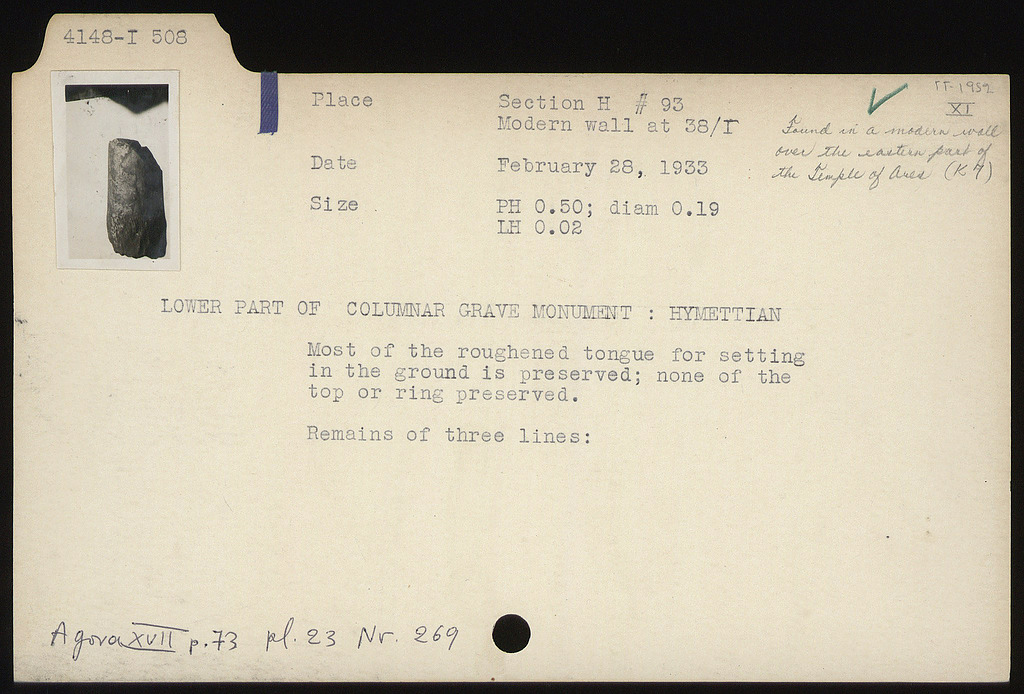 4148-I 508
Place Section H # 93
Modern wall at 38/I
Date February 28, 1933
Size PH 0.50; diam 0.19
LH 0.02
1952
XI
Found in a modern wall
over the eastern part of
the Temple of Ares (K 7)
LOWER PART OF COLUMNAR GRAVE MONUMENT : HYMETTIAN
Most of the roughened tongue for setting
in the ground is preserved; none of the
top or ring preserved.
Remains of three lines:
Agora XVII p.73 pl. 23 Nr. 269